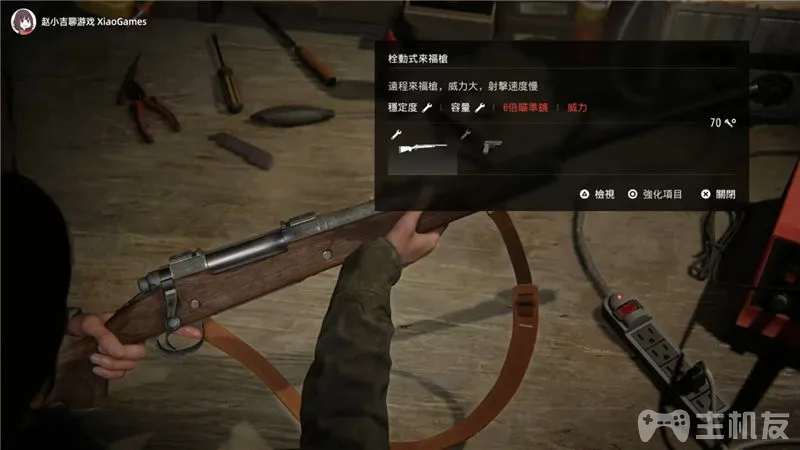 赵小吉聊游戏 XiaoGames
栓動式來福槍
遠程來福槍，威力大，射擊速度慢
穩定度 容量 6倍瞄準鏡 威力
70
檢視 強化項目 關閉
主机友